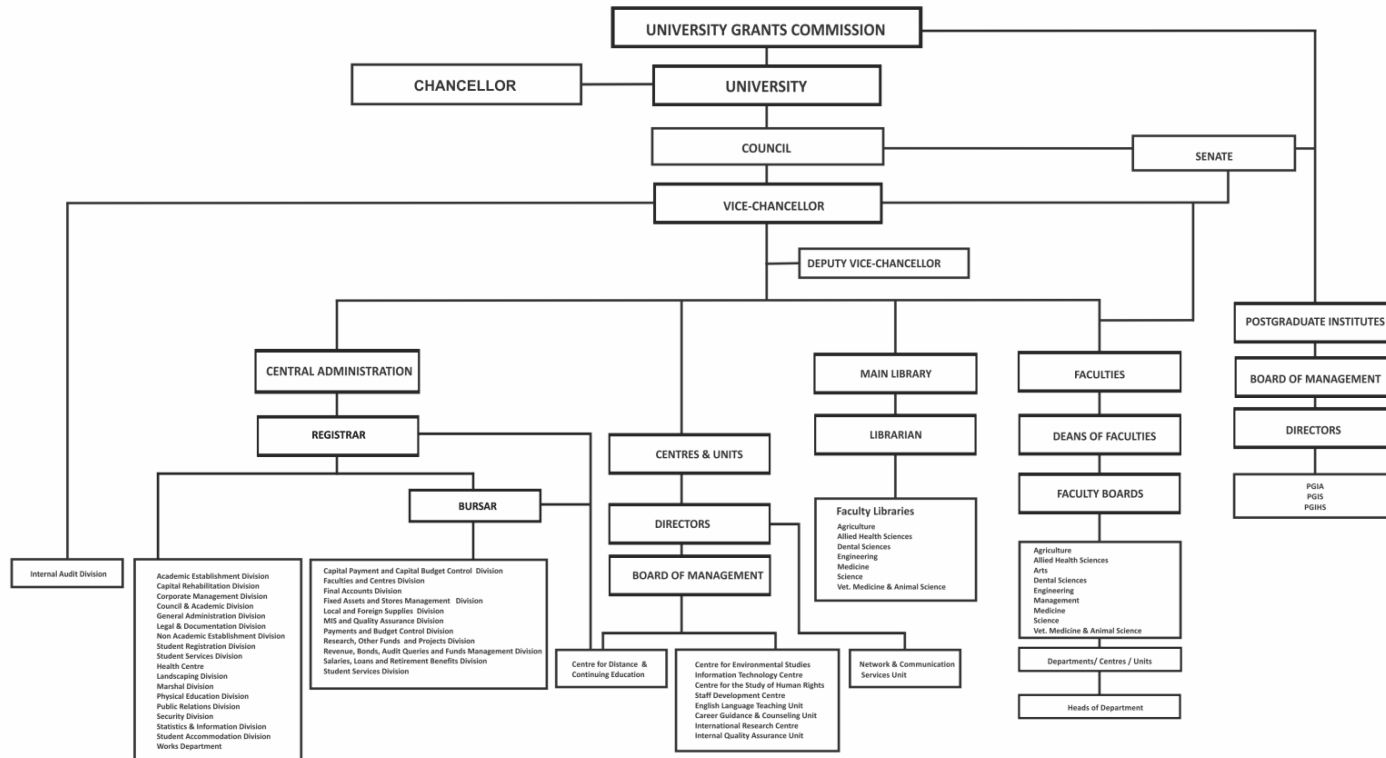 UNIVERSITY GRANTS COMMISSION
CHANCELLOR
UNIVERSITY
COUNCIL
SENATE
VICE-CHANCELLOR
DEPUTY VICE-CHANCELLOR
POSTGRADUATE INSTITUTES
BOARD OF MANAGEMENT
DIRECTORS
PGIA
PGIS
PGIHS
CENTRAL ADMINISTRATION
REGISTRAR
BURSAR
CENTRES & UNITS
DIRECTORS
BOARD OF MANAGEMENT
MAIN LIBRARY
LIBRARIAN
Faculty Libraries
Agriculture
Allied Health Sciences
Dental Sciences
Engineering
Medicine
Science
Vet. Medicine & Animal Science
FACULTIES
DEANS OF FACULTIES
FACULTY BOARDS
Agriculture
Allied Health Sciences
Arts
Dental Sciences
Engineering
Management
Medicine
Science
Vet. Medicine & Animal Science
Departments/ Centres / Units
Heads of Department
Internal Audit Division
Academic Establishment Division
Capital Rehabilitation Division
Corporate Management Division
Council & Academic Division
General Administration Division
Legal & Documentation Division
Non Academic Establishment Division
Student Registration Division
Student Services Division
Health Centre
Landscaping Division
Marshal Division
Physical Education Division
Public Relations Division
Security Division
Statistics & Information Division
Student Accommodation Division
Works Department
Capital Payment and Capital Budget Control Division
Faculties and Centres Division
Final Accounts Division
Fixed Assets and Stores Management Division
Local and Foreign Supplies Division
MIS and Quality Assurance Division
Payments and Budget Control Division
Research, Other Funds and Projects Division
Revenue, Bonds, Audit Queries and Funds Management Division
Salaries, Loans and Retirement Benefits Division
Student Services Division
Centre for Distance &
Continuing Education
Centre for Environmental Studies
Information Technology Centre
Centre for the Study of Human Rights
Staff Development Centre
English Language Teaching Unit
Career Guidance & Counseling Unit
International Research Centre
Internal Quality Assurance Unit
Network & Communication
Services Unit